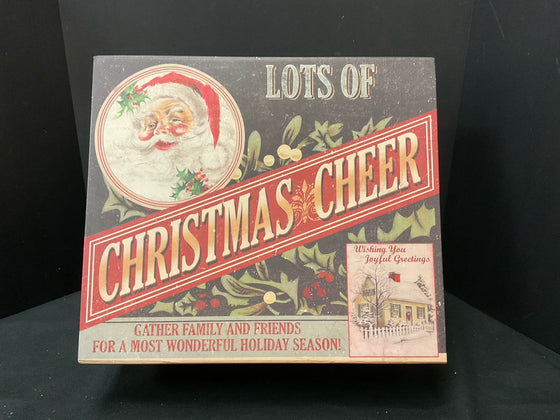 LOTS OF
CHRISTMAS CHEER
Wishing You
Joyful Greetings
GATHER FAMILY AND FRIENDS
FOR A MOST WONDERFUL HOLIDAY SEASON!